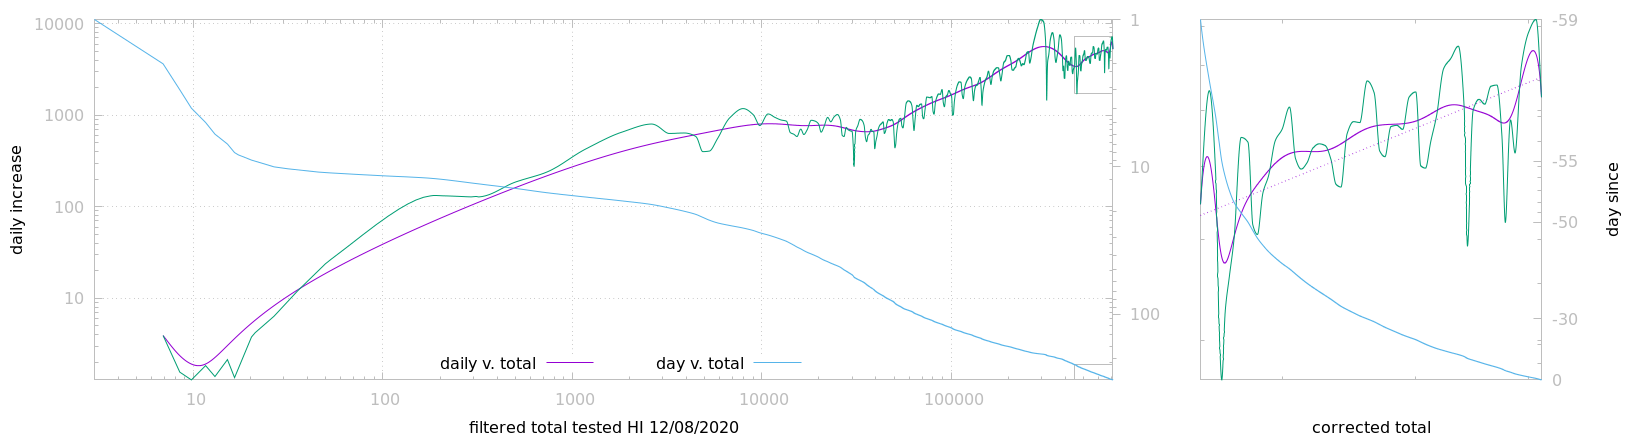 10000
1000
100
10
daily increase
daily v. total
day v. total
10
100
1000
10000
100000
filtered total tested HI 12/08/2020
1
10
100
-59
-55
-50
-30
0
day since
corrected total